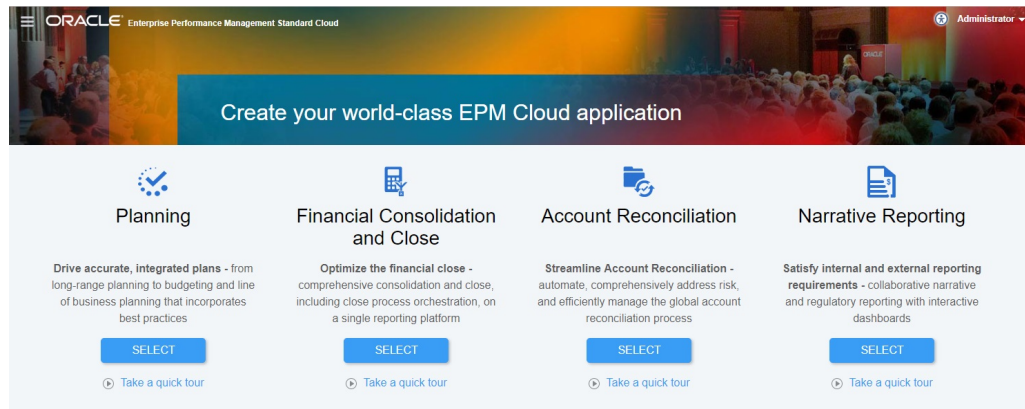 ORACLE Enterprise Performance Management Standard Cloud
Administrator
ORACLE
Create your world-class EPM Cloud application
Planning
Drive accurate, integrated plans - from
long-range planning to budgeting and line
of business planning that incorporates
best practices
SELECT
Take a quick tour
Financial Consolidation
and Close
Optimize the financial close -
comprehensive consolidation and close,
including close process orchestration, on
a single reporting platform
SELECT
Take a quick tour
Account Reconciliation
Streamline Account Reconciliation -
automate, comprehensively address risk,
and efficiently manage the global account
reconciliation process
SELECT
Take a quick tour
Narrative Reporting
Satisfy internal and external reporting
requirements - collaborative narrative
and regulatory reporting with interactive
dashboards
SELECT
Take a quick tour